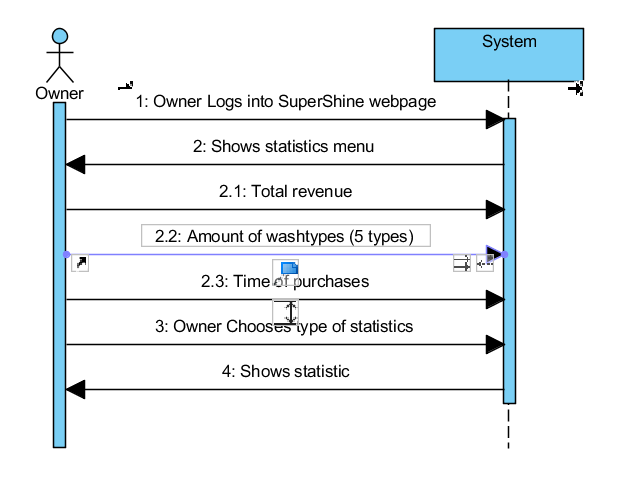 System
Owner
1: Owner Logs into SuperShine webpage
2: Shows statistics menu
2.1: Total revenue
2.2: Amount of washtypes (5 types)
2.3: Time of purchases
3: Owner Chooses type of statistics
4: Shows statistic